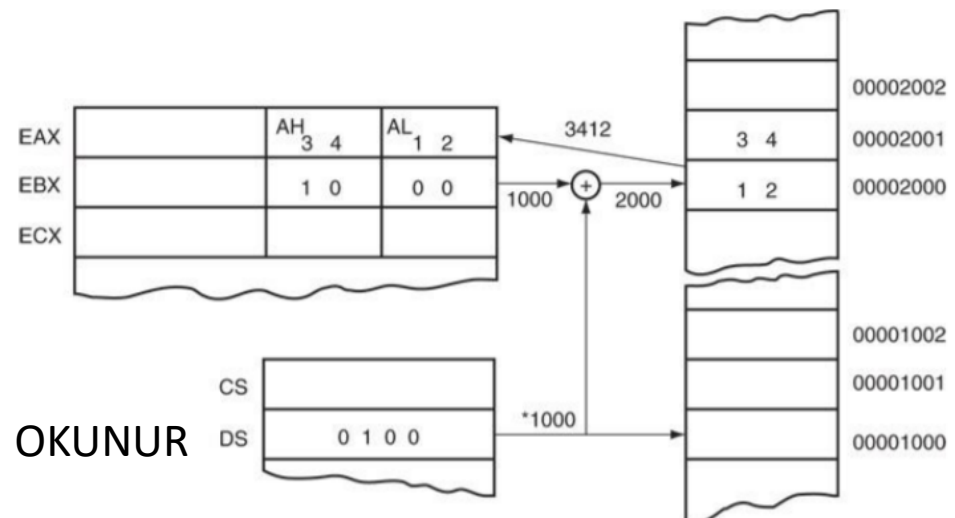 00002002
EAX AH 3 4 AL 1 2 3412 3 4 00002001
EBX 1 0 0 0 1000 + 2000 1 2 00002000
ECX
00001002
CS 00001001
OKUNUR DS 0 1 0 0 *1000 00001000